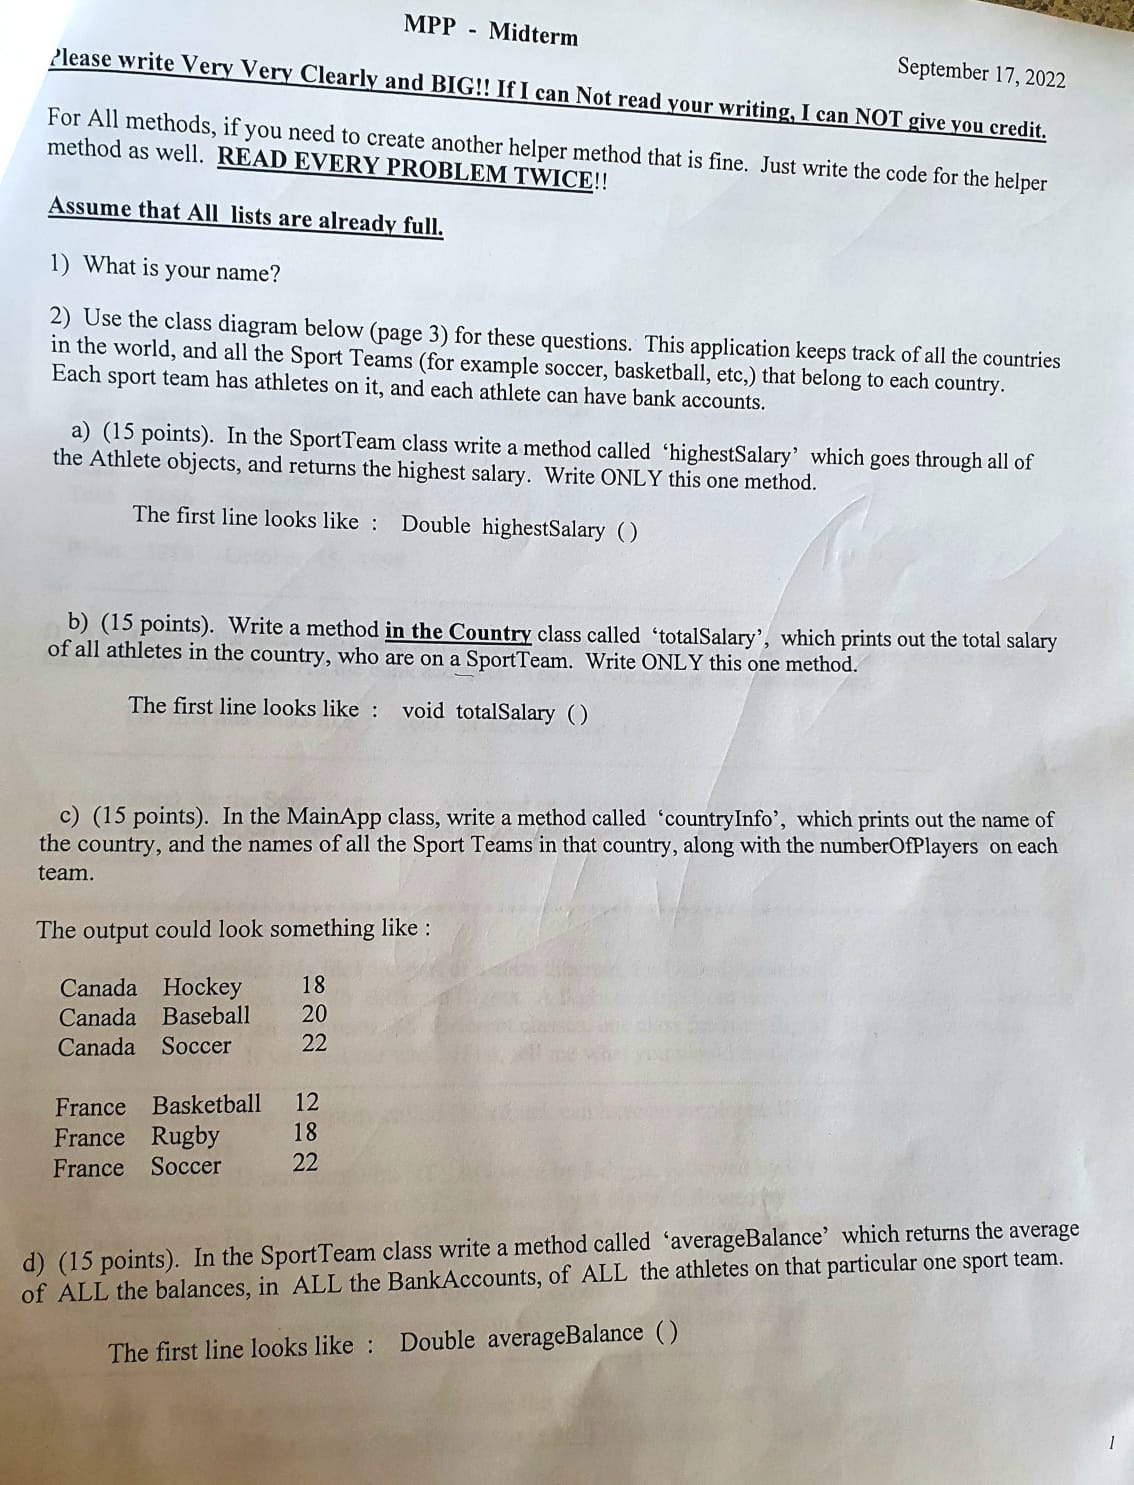 MPP - Midterm
September 17, 2022
Please write Very Very Clearly and BIG!! If I can Not read your writing, I can NOT give you credit.
For All methods, if you need to create another helper method that is fine. Just write the code for the helper
method as well. READ EVERY PROBLEM TWICE!!
Assume that All lists are already full.
1) What is your name?
2) Use the class diagram below (page 3) for these questions. This application keeps track of all the countries
in the world, and all the Sport Teams (for example soccer, basketball, etc,) that belong to each country.
Each sport team has athletes on it, and each athlete can have bank accounts.
a) (15 points). In the SportTeam class write a method called ‘highestSalary’ which goes through all of
the Athlete objects, and returns the highest salary. Write ONLY this one method.
The first line looks like : Double highestSalary ()
b) (15 points). Write a method in the Country class called ‘totalSalary’, which prints out the total salary
of all athletes in the country, who are on a SportTeam. Write ONLY this one method.
The first line looks like : void totalSalary ()
c) (15 points). In the MainApp class, write a method called ‘countryInfo’, which prints out the name of
the country, and the names of all the Sport Teams in that country, along with the numberOfPlayers on each
team.
The output could look something like :
Canada Hockey 18
Canada Baseball 20
Canada Soccer 22
France Basketball 12
France Rugby 18
France Soccer 22
d) (15 points). In the SportTeam class write a method called ‘averageBalance’ which returns the average
of ALL the balances, in ALL the BankAccounts, of ALL the athletes on that particular one sport team.
The first line looks like : Double averageBalance ()
1